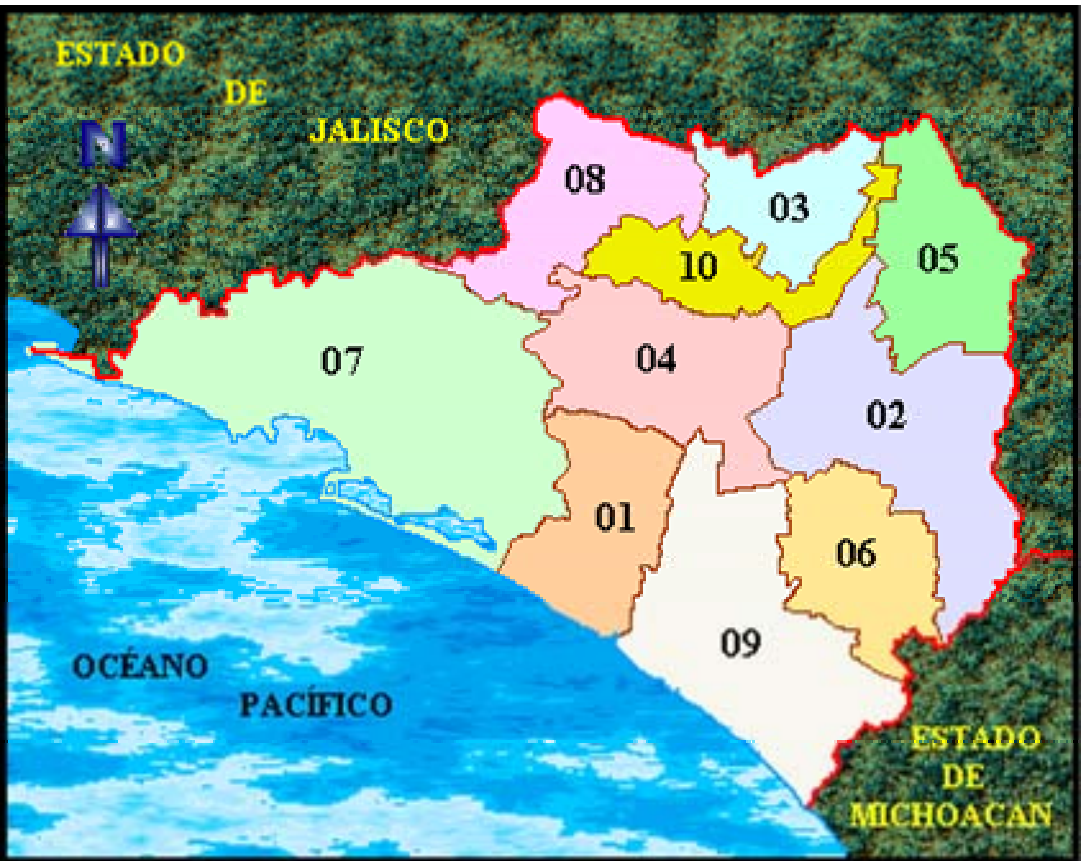 ESTADO
DE
JALISCO
N
08
03
05
10
07
04
02
01
06
09
OCÉANO
PACÍFICO
ESTADO
DE
MICHOACAN